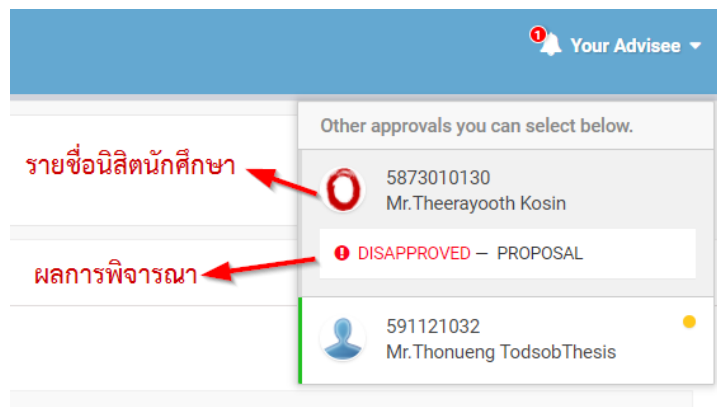 1
Your Advisee
Other approvals you can select below.
รายชื่อนิสิตนักศึกษา
5873010130
Mr.Theerayooth Kosin
ผลการพิจารณา
DISAPPROVED — PROPOSAL
591121032
Mr.Thonueng TodsobThesis